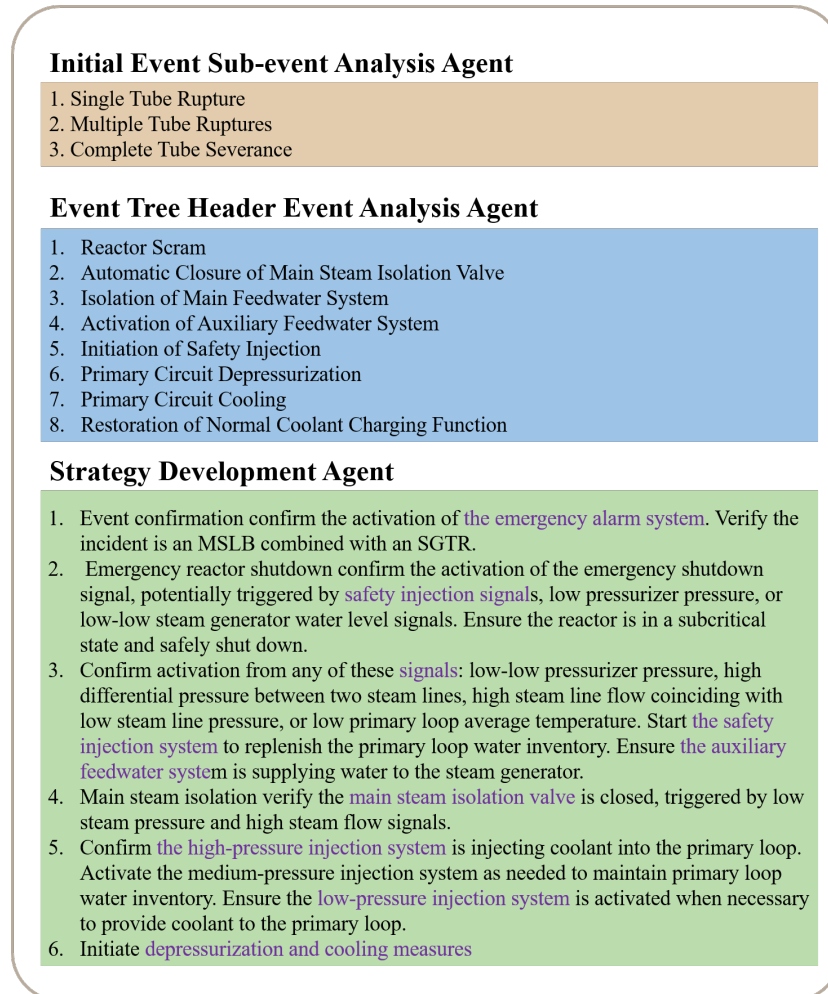 Initial Event Sub-event Analysis Agent
1. Single Tube Rupture
2. Multiple Tube Ruptures
3. Complete Tube Severance
Event Tree Header Event Analysis Agent
1. Reactor Scram
2. Automatic Closure of Main Steam Isolation Valve
3. Isolation of Main Feedwater System
4. Activation of Auxiliary Feedwater System
5. Initiation of Safety Injection
6. Primary Circuit Depressurization
7. Primary Circuit Cooling
8. Restoration of Normal Coolant Charging Function
Strategy Development Agent
1. Event confirmation confirm the activation of the emergency alarm system. Verify the
incident is an MSLB combined with an SGTR.
2. Emergency reactor shutdown confirm the activation of the emergency shutdown
signal, potentially triggered by safety injection signals, low pressurizer pressure, or
low-low steam generator water level signals. Ensure the reactor is in a subcritical
state and safely shut down.
3. Confirm activation from any of these signals: low-low pressurizer pressure, high
differential pressure between two steam lines, high steam line flow coinciding with
low steam line pressure, or low primary loop average temperature. Start the safety
injection system to replenish the primary loop water inventory. Ensure the auxiliary
feedwater system is supplying water to the steam generator.
4. Main steam isolation verify the main steam isolation valve is closed, triggered by low
steam pressure and high steam flow signals.
5. Confirm the high-pressure injection system is injecting coolant into the primary loop.
Activate the medium-pressure injection system as needed to maintain primary loop
water inventory. Ensure the low-pressure injection system is activated when necessary
to provide coolant to the primary loop.
6. Initiate depressurization and cooling measures